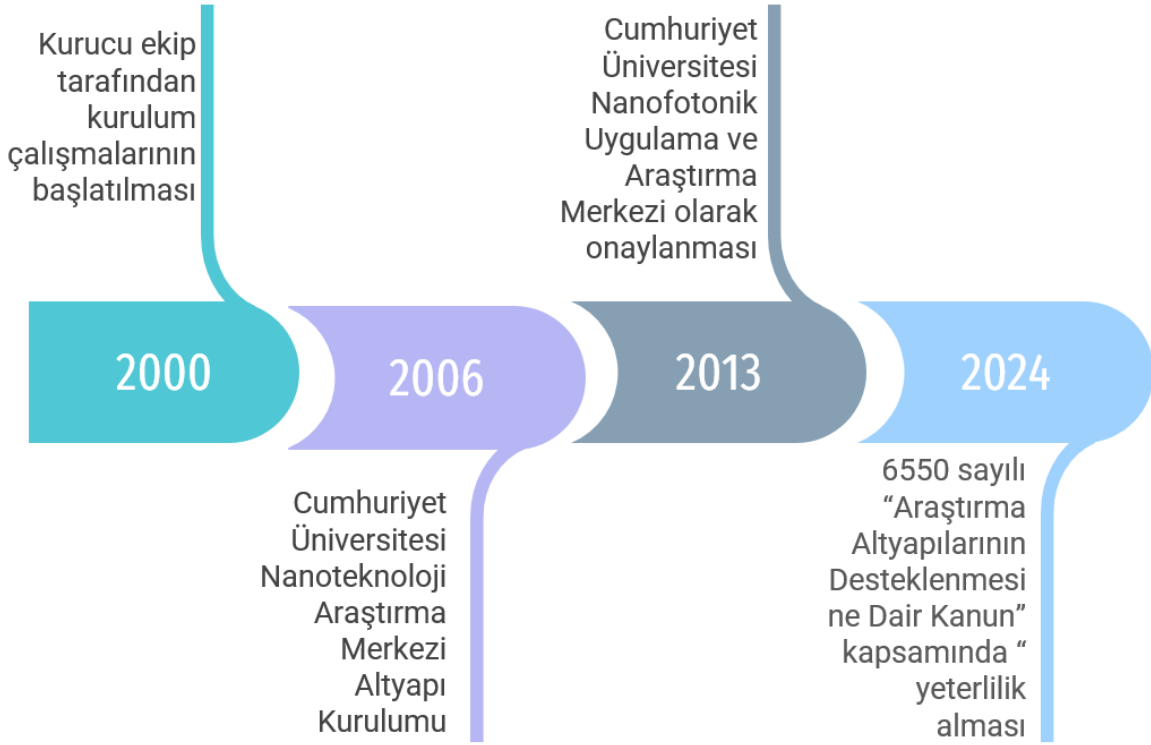 Kurucu ekip
tarafından
kurulum
çalışmalarının
başlatılması
Cumhuriyet
Üniversitesi
Nanofotonik
Uygulama ve
Araştırma
Merkezi olarak
onaylanması
2000
2006
2013
2024
Cumhuriyet
Üniversitesi
Nanoteknoloji
Araştırma
Merkezi
Altyapı
Kurulumu
6550 sayılı
“Araştırma
Altyapılarının
Desteklenmesi
ne Dair Kanun”
kapsamında “
yeterlilik
alması